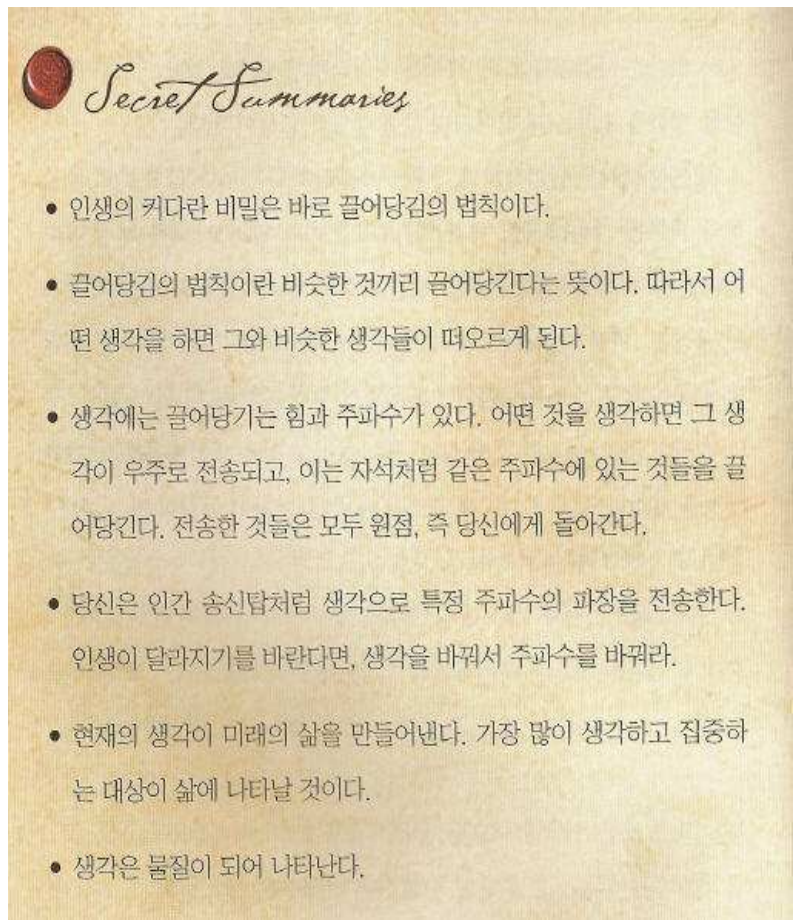 Secret Summaries
• 인생의 커다란 비밀은 바로 끌어당김의 법칙이다.
• 끌어당김의 법칙이란 비슷한 것끼리 끌어당긴다는 뜻이다. 따라서 어
떤 생각을 하면 그와 비슷한 생각들이 떠오르게 된다.
• 생각에는 끌어당기는 힘과 주파수가 있다. 어떤 것을 생각하면 그 생
각이 우주로 전송되고, 이는 자석처럼 같은 주파수에 있는 것들을 끌
어당긴다. 전송한 것들은 모두 원점, 즉 당신에게 돌아간다.
• 당신은 인간 송신탑처럼 생각으로 특정 주파수의 파장을 전송한다.
인생이 달라지기를 바란다면, 생각을 바꿔서 주파수를 바꿔라.
• 현재의 생각이 미래의 삶을 만들어낸다. 가장 많이 생각하고 집중하
는 대상이 삶에 나타날 것이다.
• 생각은 물질이 되어 나타난다.